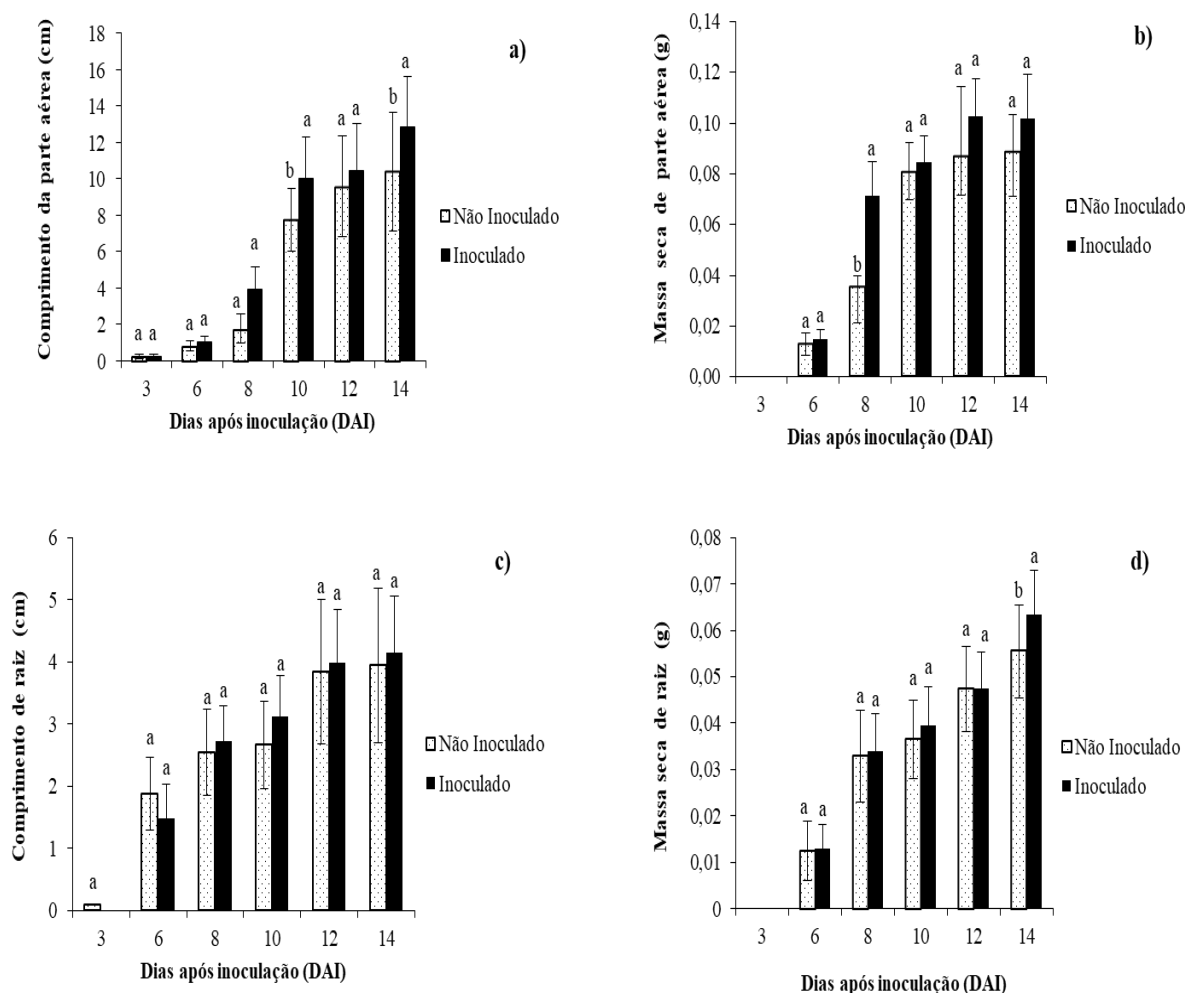 Comprimento da parte aérea (cm)
18
16
14
12
10
8
6
4
2
0
a)
a a
a a
a a
b a
a a
b a
3 6 8 10 12 14
Dias após inoculação (DAI)
Não Inoculado
Inoculado
Massa seca de parte aérea (g)
0,14
0,12
0,10
0,08
0,06
0,04
0,02
0,00
b)
a a
b a
a a
a a
a a
3 6 8 10 12 14
Dias após inoculação (DAI)
Não Inoculado
Inoculado
Comprimento de raiz (cm)
6
5
4
3
2
1
0
c)
a
a a
a a
a a
a a
a a
3 6 8 10 12 14
Dias após inoculação (DAI)
Não Inoculado
Inoculado
Massa seca de raiz (g)
0,08
0,07
0,06
0,05
0,04
0,03
0,02
0,01
0
d)
a a
a a
a a
a a
b a
3 6 8 10 12 14
Dias após inoculação (DAI)
Não Inoculado
Inoculado